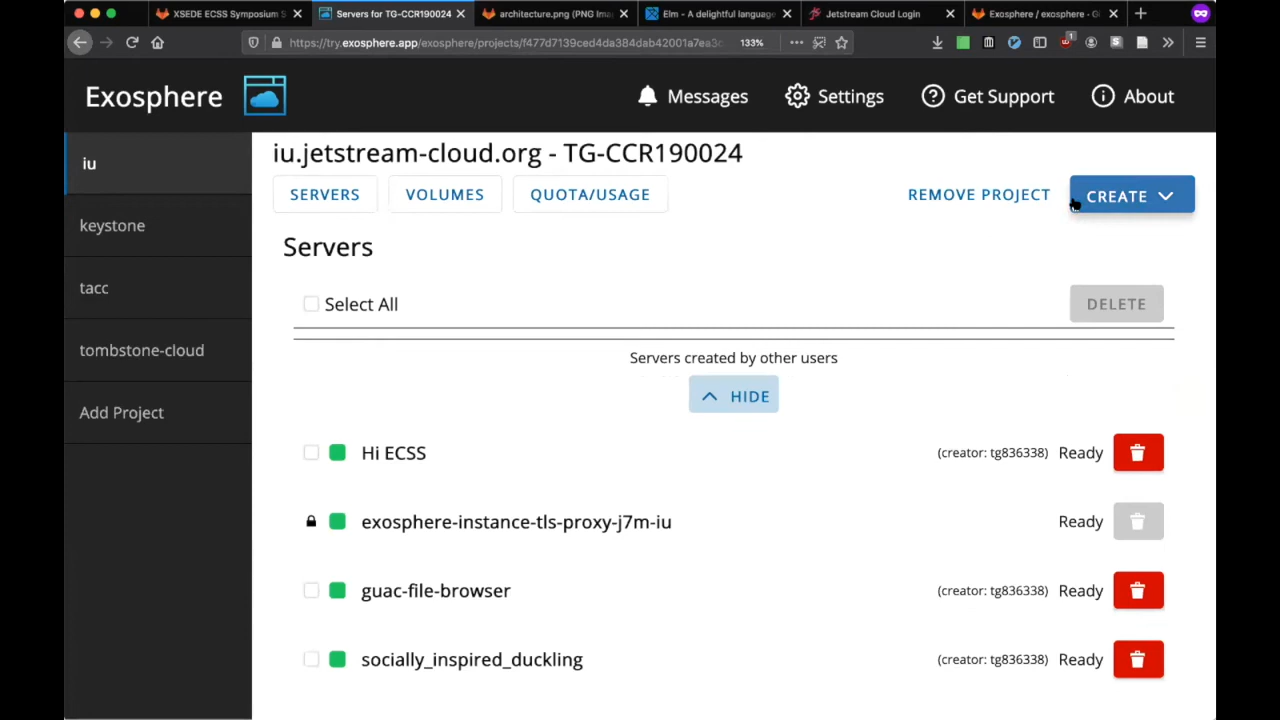 XSEDE ECSS Symposium S
Servers for TG-CCR190024
architecture.png (PNG Ima
Elm - A delightful language
Jetstream Cloud Login
Exosphere / exosphere · G
https://try.exosphere.app/exosphere/projects/f477d7139ced4da384dab42001a7ea3c
133%
1
Exosphere
Messages
Settings
Get Support
About
iu
keystone
tacc
tombstone-cloud
Add Project
iu.jetstream-cloud.org - TG-CCR190024
SERVERS
VOLUMES
QUOTA/USAGE
REMOVE PROJECT
CREATE
Servers
Select All
DELETE
Servers created by other users
HIDE
Hi ECSS
(creator: tg836338)
Ready
exosphere-instance-tls-proxy-j7m-iu
Ready
guac-file-browser
(creator: tg836338)
Ready
socially_inspired_duckling
(creator: tg836338)
Ready